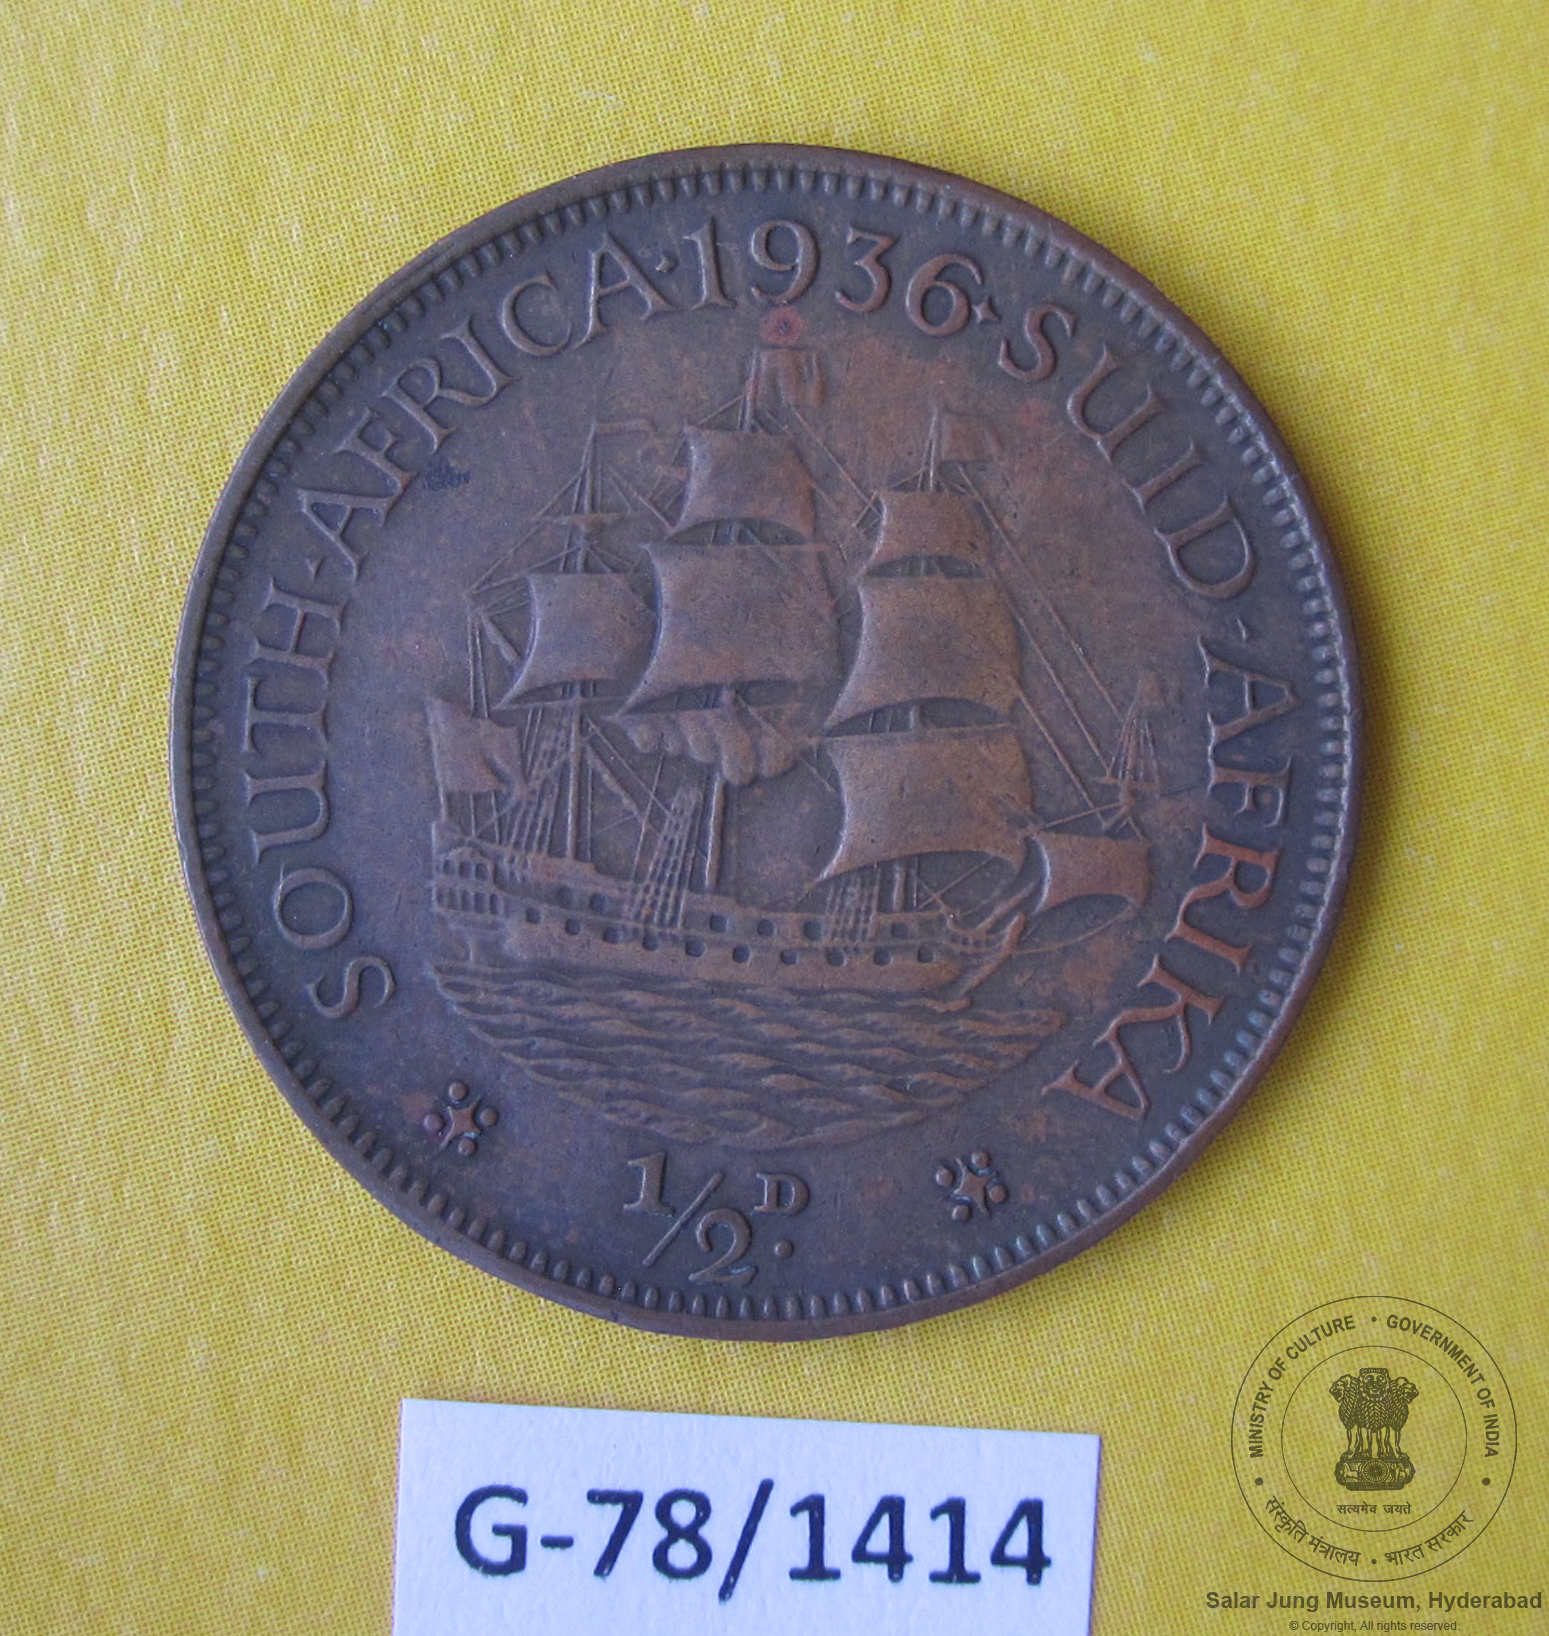 SOUTH · AFRICA · 1936 · SUID · AFRIKA
1/2 D.
G-78/1414
MINISTRY OF CULTURE • GOVERNMENT OF INDIA
सत्यमेव जयते
संस्कृति मंत्रालय • भारत सरकार
Salar Jung Museum, Hyderabad
© Copyright, All rights reserved.